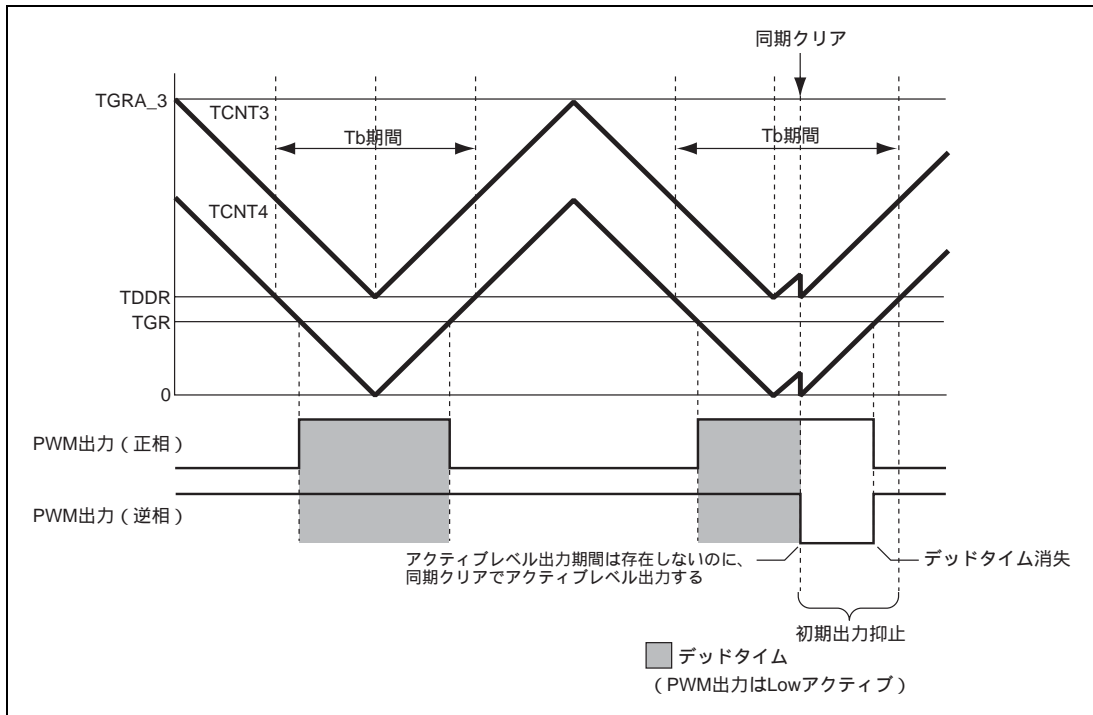 同期クリア
TGRA_3
TCNT3
Tb期間
Tb期間
TCNT4
TDDR
TGR
0
PWM出力(正相)
PWM出力(逆相)
アクティブレベル出力期間は存在しないのに、
同期クリアでアクティブレベル出力する
デッドタイム消失
初期出力抑止
デッドタイム
(PWM出力はLowアクティブ)